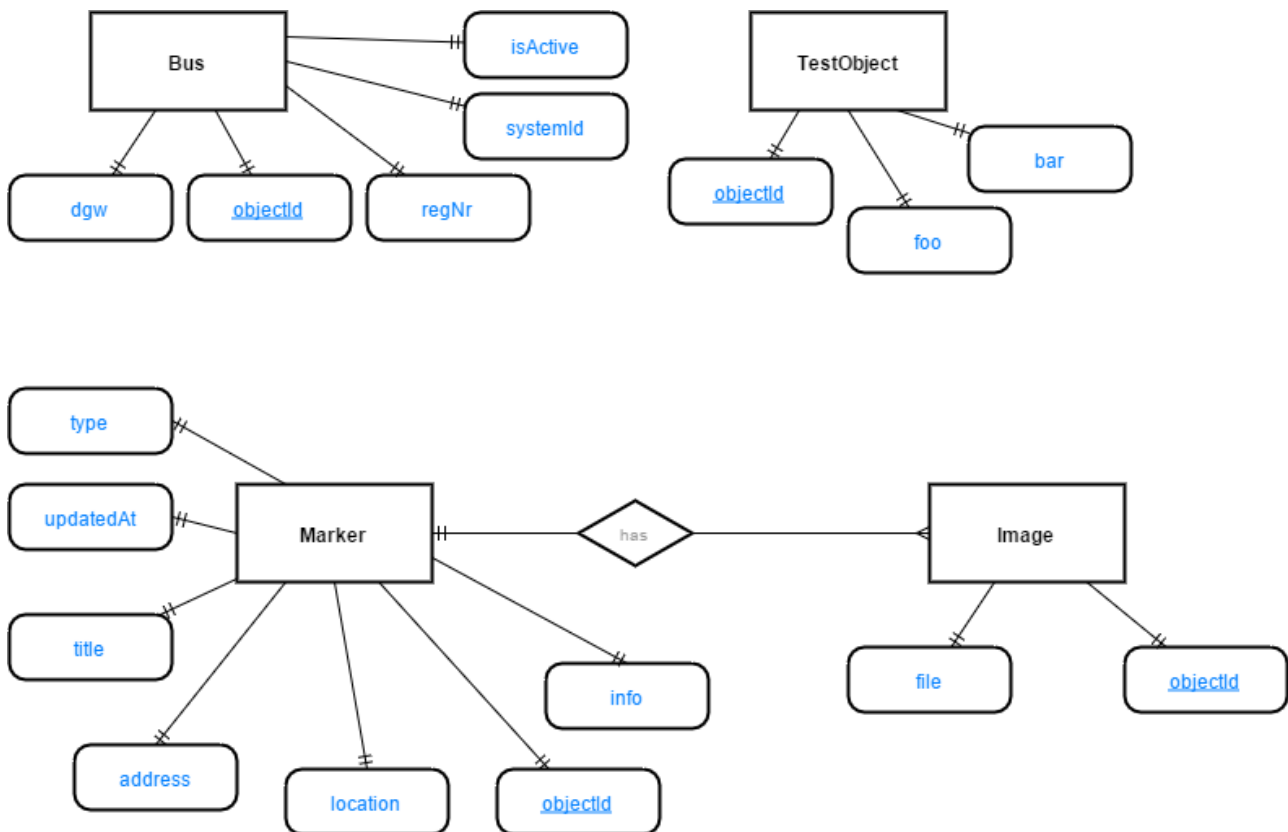 Bus
isActive
systemId
dgw
objectId
regNr
TestObject
objectId
bar
foo
type
updatedAt
title
Marker
has
Image
address
location
objectId
info
file
objectId